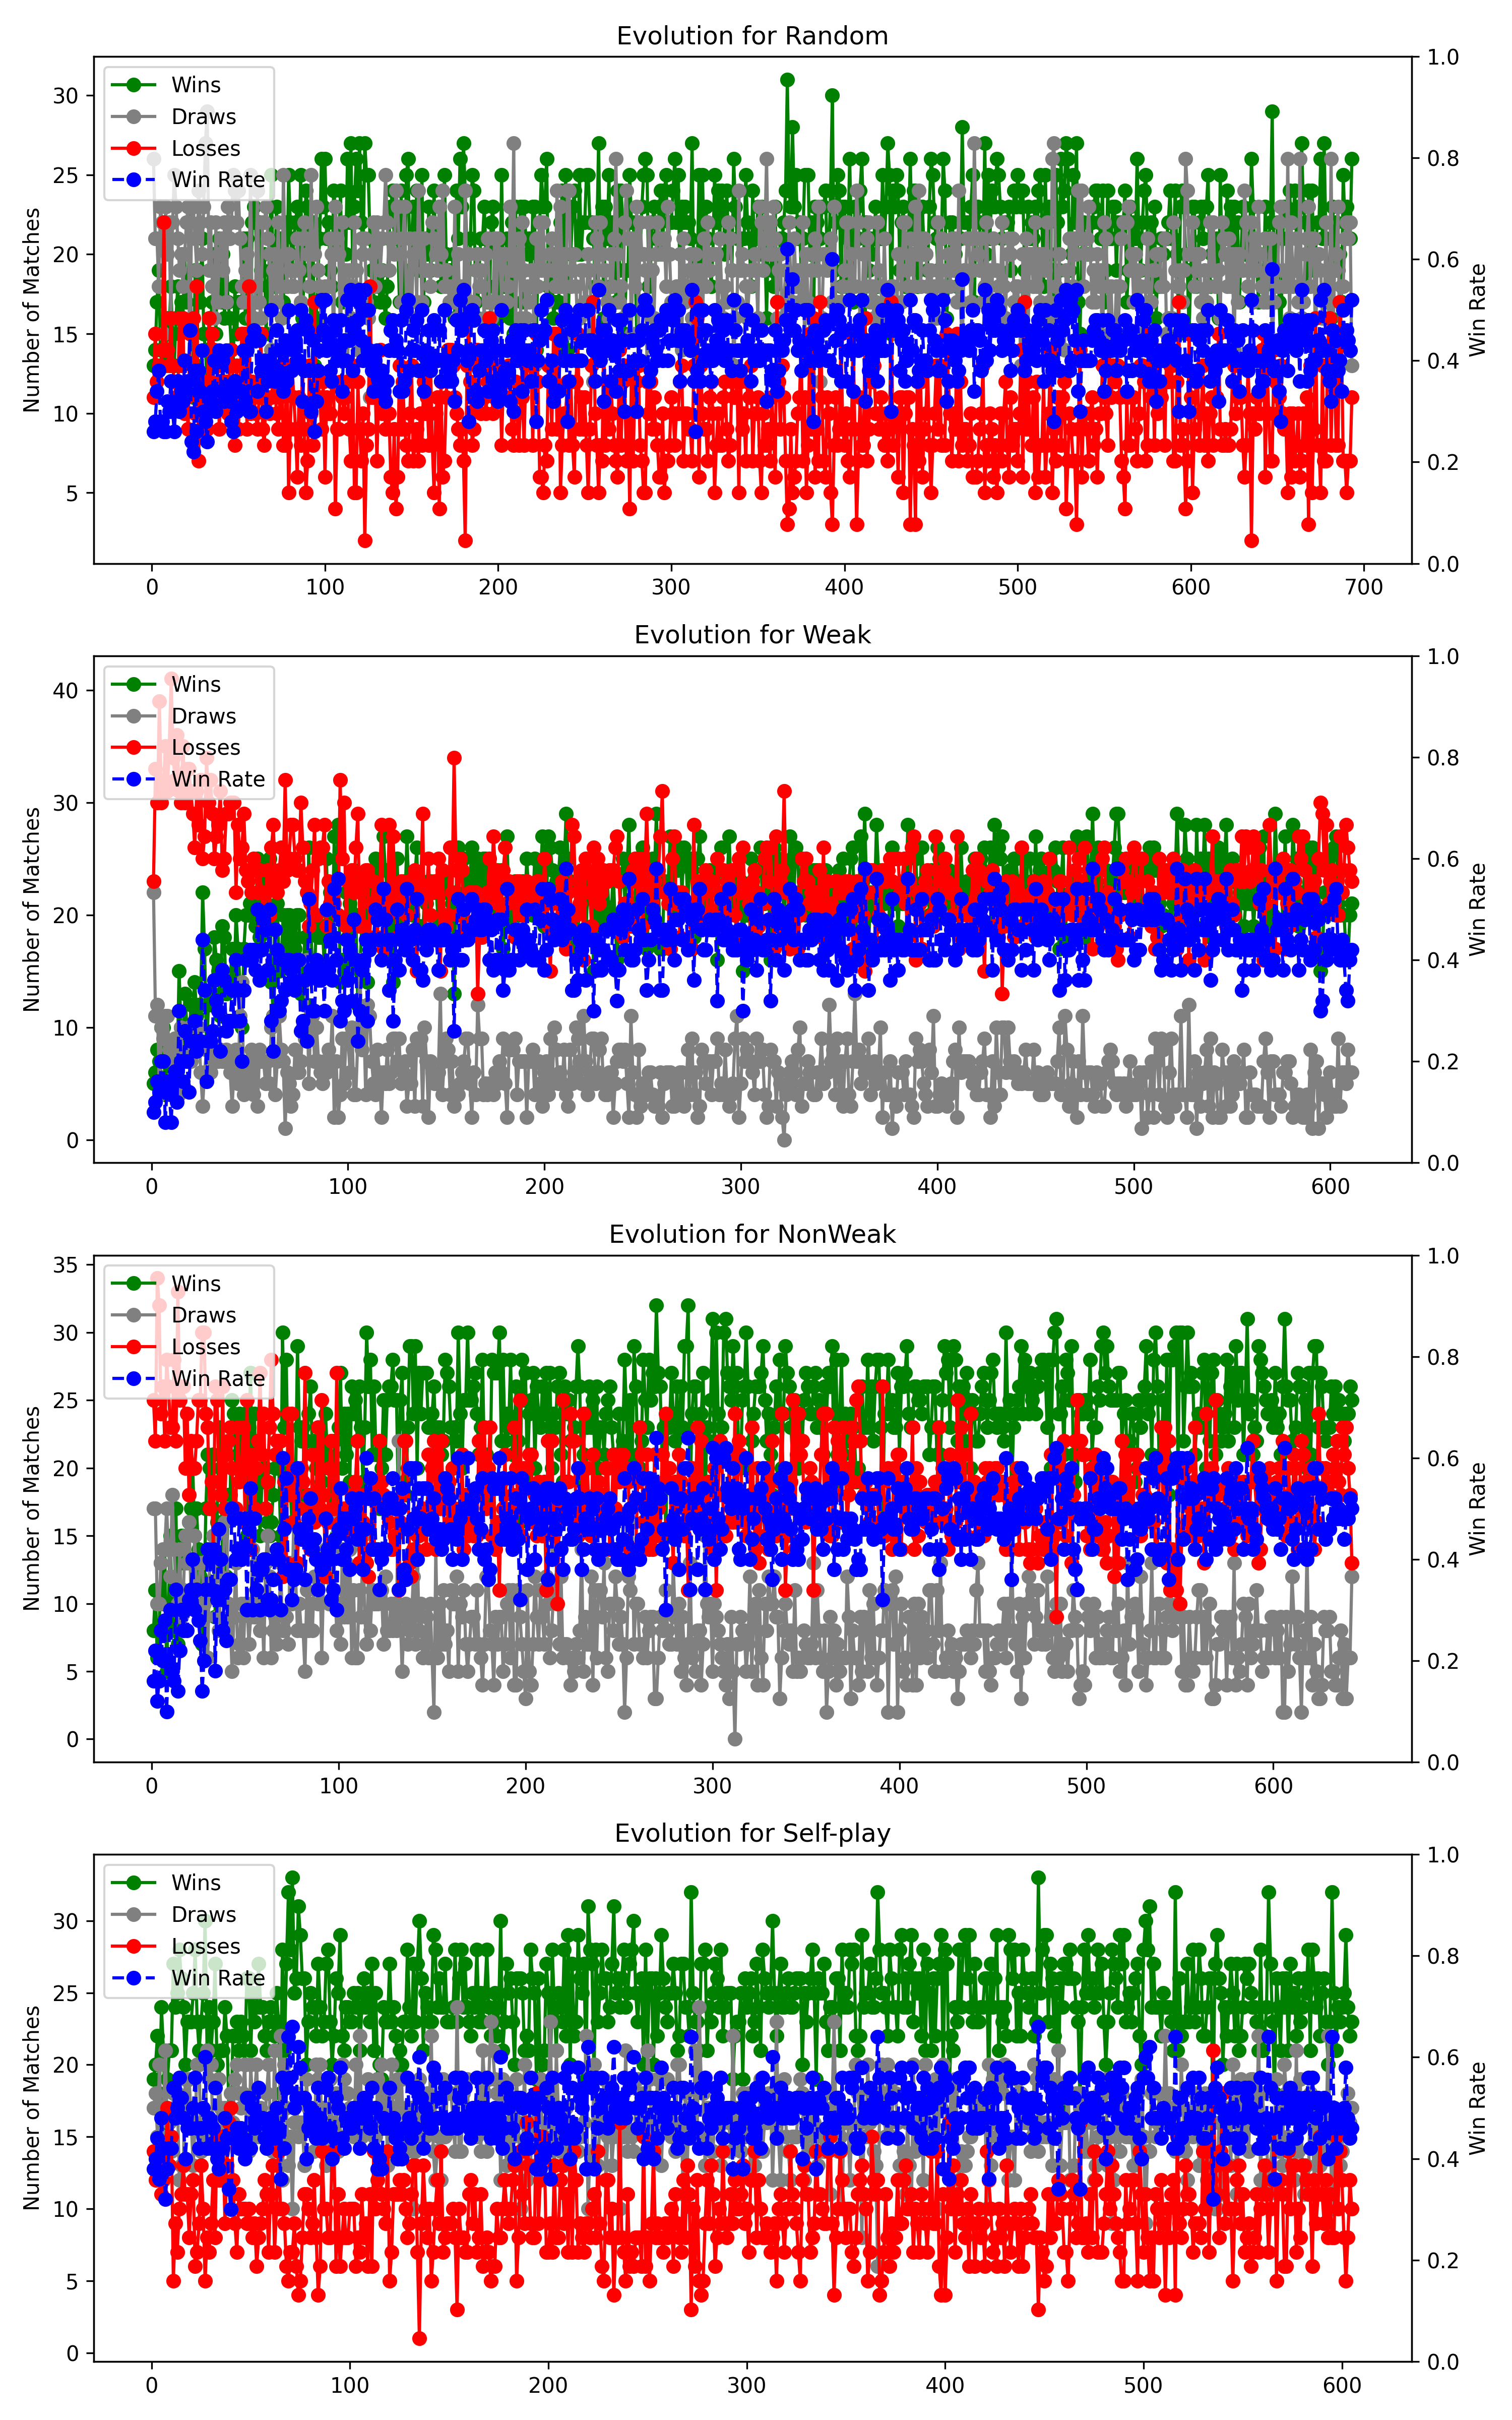 Evolution for Random
Wins
Draws
Losses
Win Rate
Number of Matches
Win Rate
30
25
20
15
10
5
1.0
0.8
0.6
0.4
0.2
0.0
0 100 200 300 400 500 600 700
Evolution for Weak
Wins
Draws
Losses
Win Rate
Number of Matches
Win Rate
40
30
20
10
0
1.0
0.8
0.6
0.4
0.2
0.0
0 100 200 300 400 500 600
Evolution for NonWeak
Wins
Draws
Losses
Win Rate
Number of Matches
Win Rate
35
30
25
20
15
10
5
0
1.0
0.8
0.6
0.4
0.2
0.0
0 100 200 300 400 500 600
Evolution for Self-play
Wins
Draws
Losses
Win Rate
Number of Matches
Win Rate
30
25
20
15
10
5
0
1.0
0.8
0.6
0.4
0.2
0.0
0 100 200 300 400 500 600